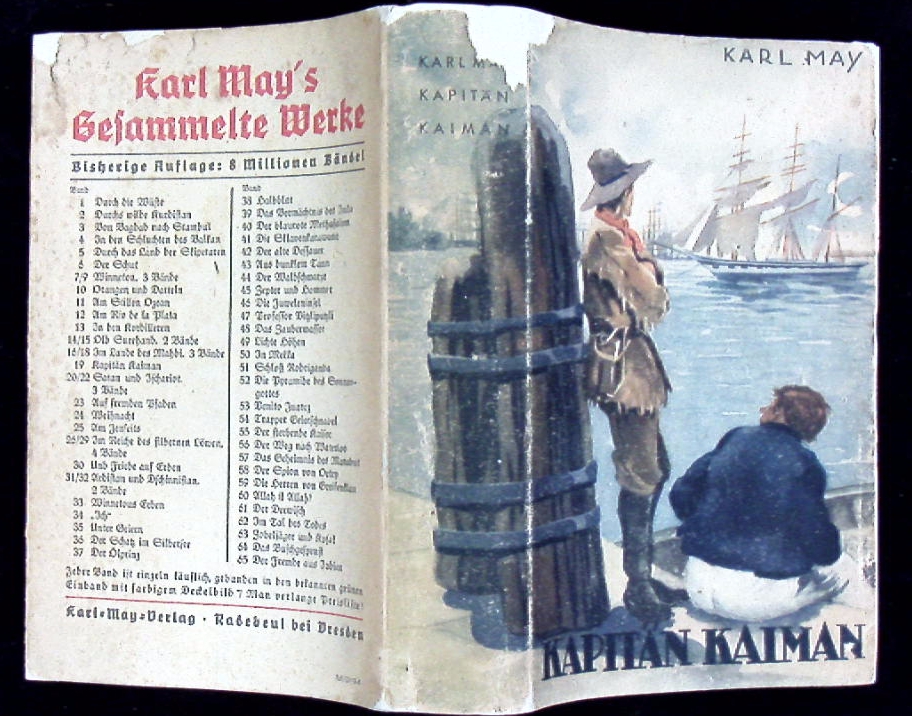 Karl May's
Gesammelte Werke
Bisherige Auflage: 8 Millionen Bände!
Band
1 Durch die Wüste
2 Durchs wilde Kurdistan
3 Von Bagdad nach Stambul
4 In den Schluchten des Balkan
5 Durch das Land der Skipetaren
6 Der Schut
7/9 Winnetou. 3 Bände
10 Orangen und Datteln
11 Am Stillen Ozean
12 Am Rio de la Plata
13 In den Kordilleren
14/15 Old Surehand. 2 Bände
16/18 Im Lande des Mahdi. 3 Bände
19 Kapitän Kaiman
20/22 Satan und Ischariot.
3 Bände
23 Auf fremden Pfaden
24 Weihnacht
25 Am Jenseits
26/29 Im Reiche des silbernen Löwen.
4 Bände
30 Und Friede auf Erden
31/32 Ardistan und Dschinnistan.
2 Bände
33 Winnetous Erben
34 „Ich“
35 Unter Geiern
36 Der Schatz im Silbersee
37 Der Ölprinz
Band
38 Halbblut
39 Das Vermächtnis des Inka
40 Der blaurote Methusalem
41 Die Sklavenkarawane
42 Der alte Dessauer
43 Aus dunklem Tann
44 Der Waldschwarze
45 Zepter und Hammer
46 Die Juweleninsel
47 Professor Vitzliputzli
48 Das Zauberwasser
49 Lichte Höhen
50 In Mekka
51 Schloß Rodriganda
52 Die Pyramide des Sonnen-
gottes
53 Benito Juarez
54 Trapper Geierschnabel
55 Der sterbende Kaiser
56 Der Weg nach Waterloo
57 Das Geheimnis des Marabut
58 Der Spion von Ortry
59 Die Herren von Greifenklau
60 Allah il Allah!
61 Der Derwisch
62 Im Tal des Todes
63 Zobeljäger und Kosak
64 Das Buschgespenst
65 Der Fremde aus Indien
Jeder Band ist einzeln käuflich, gebunden in den bekannten grünen
Einband mit farbigem Deckelbild / Man verlange Preisliste!
Karl-May-Verlag · Radebeul bei Dresden
KARL MA
KAPITÄN
KAIMAN
KARL MAY
KAPITÄN KAIMAN